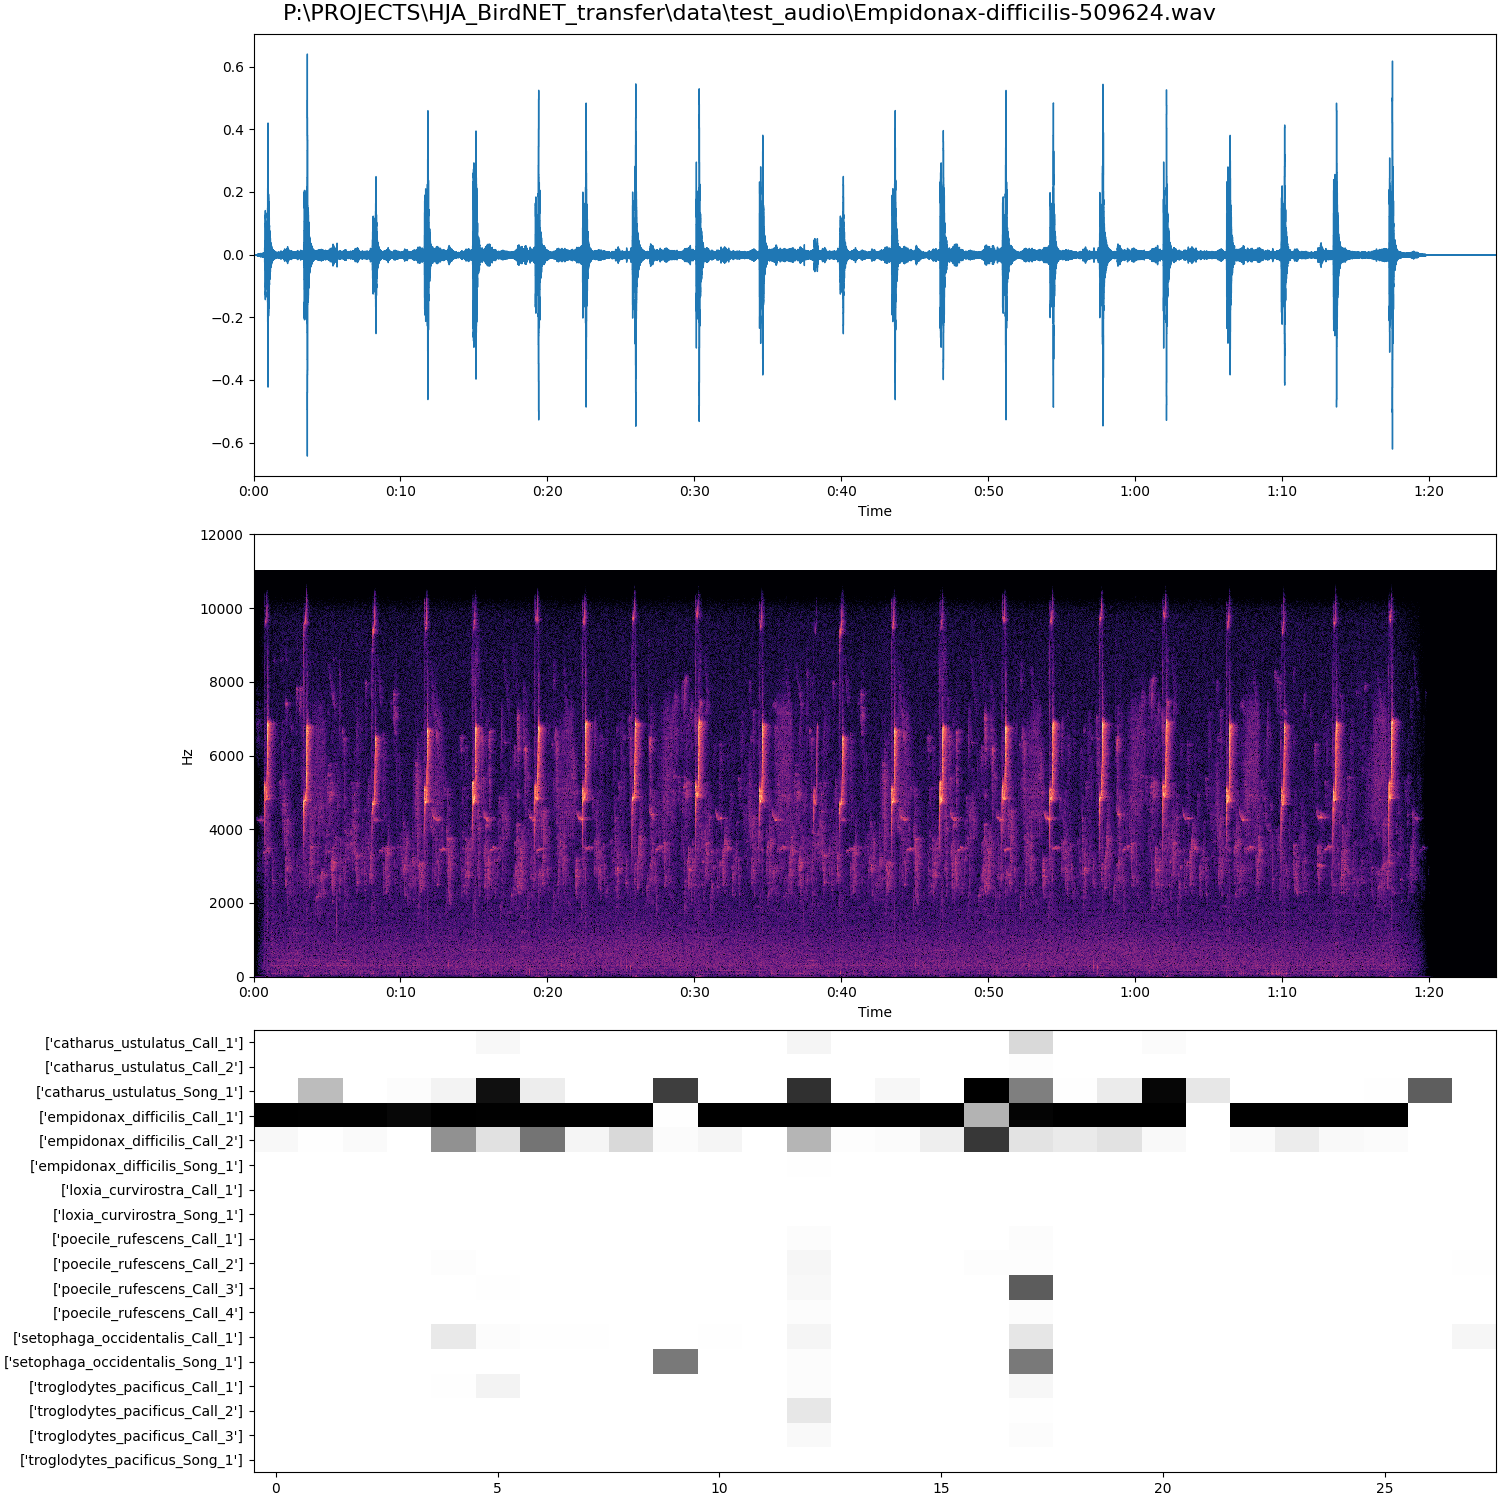 P:\PROJECTS\HJA_BirdNET_transfer\data\test_audio\Empidonax-difficilis-509624.wav
0.6
0.4
0.2
0.0
−0.2
−0.4
−0.6
0:00 0:10 0:20 0:30 0:40 0:50 1:00 1:10 1:20
Time
12000
10000
8000
6000
4000
2000
0
Hz
0:00 0:10 0:20 0:30 0:40 0:50 1:00 1:10 1:20
Time
['catharus_ustulatus_Call_1']
['catharus_ustulatus_Call_2']
['catharus_ustulatus_Song_1']
['empidonax_difficilis_Call_1']
['empidonax_difficilis_Call_2']
['empidonax_difficilis_Song_1']
['loxia_curvirostra_Call_1']
['loxia_curvirostra_Song_1']
['poecile_rufescens_Call_1']
['poecile_rufescens_Call_2']
['poecile_rufescens_Call_3']
['poecile_rufescens_Call_4']
['setophaga_occidentalis_Call_1']
['setophaga_occidentalis_Song_1']
['troglodytes_pacificus_Call_1']
['troglodytes_pacificus_Call_2']
['troglodytes_pacificus_Call_3']
['troglodytes_pacificus_Song_1']
0 5 10 15 20 25